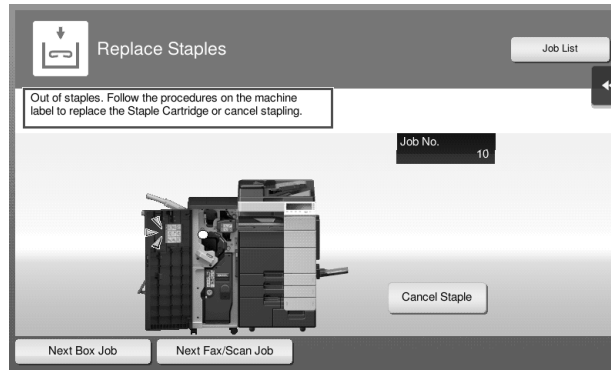 Replace Staples
Job List
Out of staples. Follow the procedures on the machine
label to replace the Staple Cartridge or cancel stapling.
Job No.
10
Cancel Staple
Next Box Job
Next Fax/Scan Job